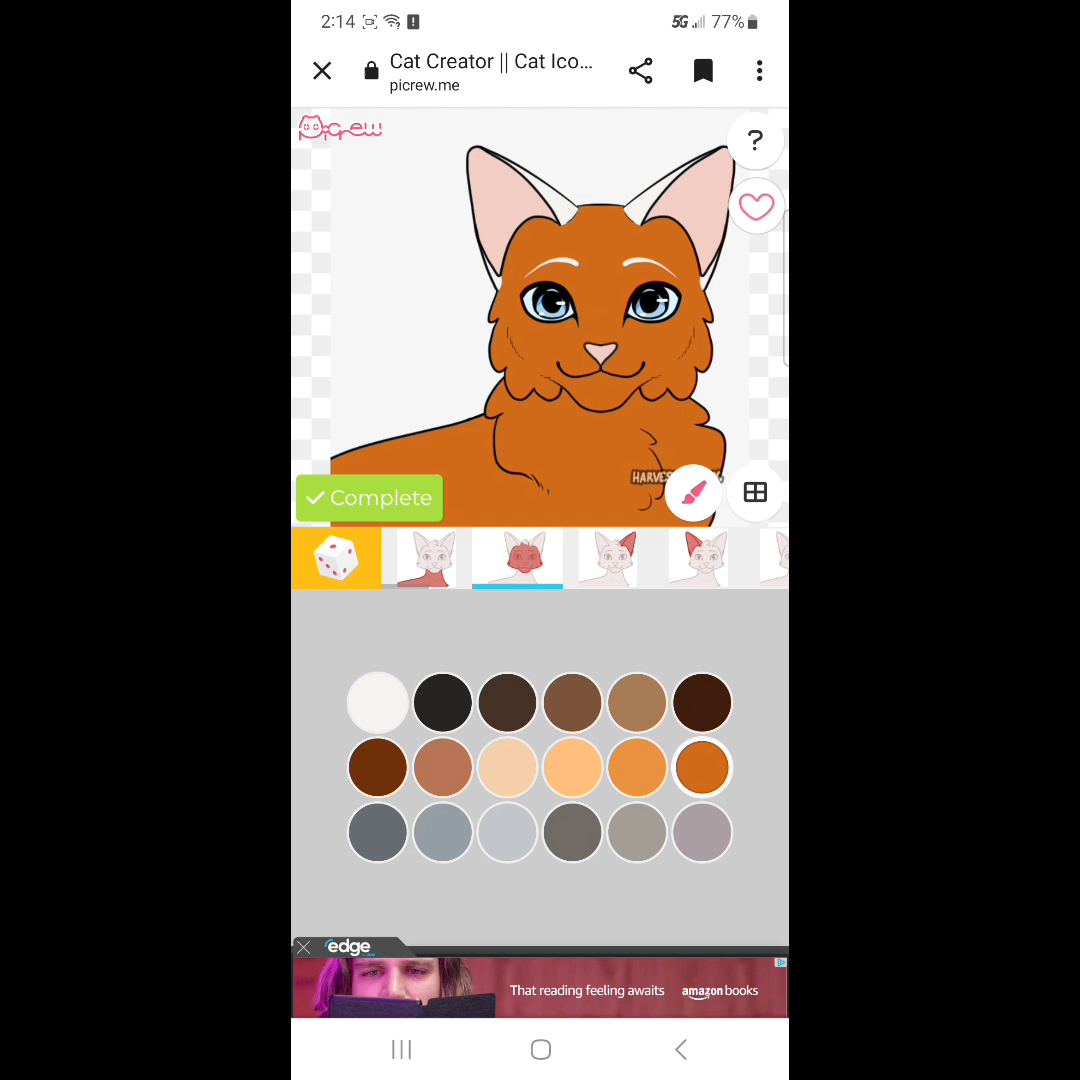 2:14
5G 77%
Cat Creator || Cat Ico...
picrew.me
Picrew
?
Complete
edge
That reading feeling awaits
amazon books